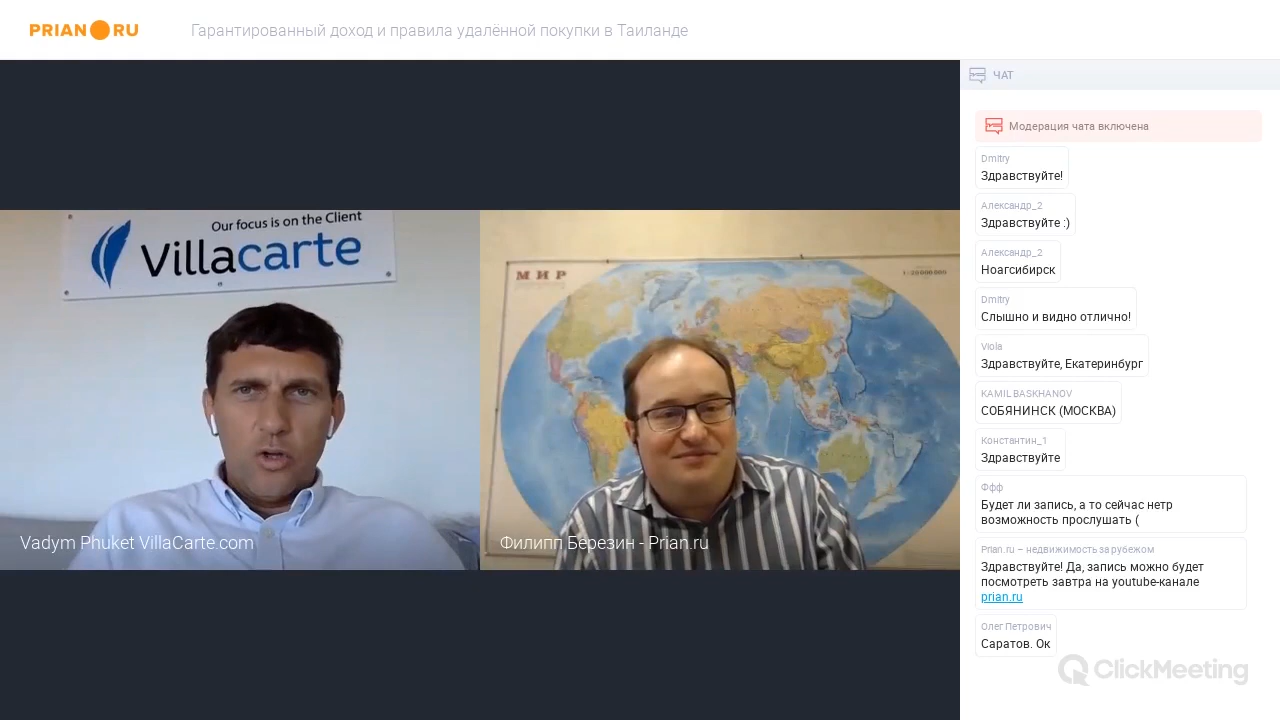 PRIAN RU
Гарантированный доход и правила удалённой покупки в Таиланде
ЧАТ
Модерация чата включена
Dmitry
Здравствуйте!
Александр_2
Здравствуйте :)
Александр_2
Ноагсибирск
Dmitry
Слышно и видно отлично!
Viola
Здравствуйте, Екатеринбург
KAMIL BASKHANOV
СОБЯНИНСК (МОСКВА)
Константин_1
Здравствуйте
Ффф
Будет ли запись, а то сейчас нетр
возможность прослушать (
Prian.ru – недвижимость за рубежом
Здравствуйте! Да, запись можно будет
посмотреть завтра на youtube-канале
prian.ru
Олег Петрович
Саратов. Ок
ClickMeeting
Our focus is on the Client
Villacarte
Vadym Phuket VillaCarte.com
МИР
Филипп Березин - Prian.ru